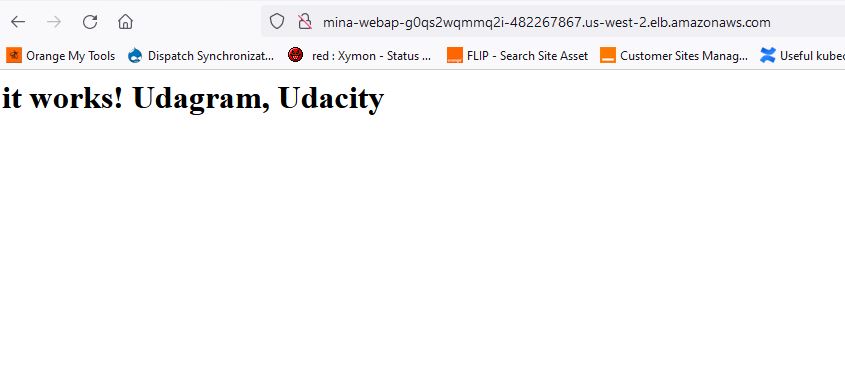 mina-webap-g0qs2wqmmq2i-482267867.us-west-2.elb.amazonaws.com
Orange My Tools Dispatch Synchronizat... red : Xymon - Status ... FLIP - Search Site Asset Customer Sites Manag... Useful kubec
it works! Udagram, Udacity